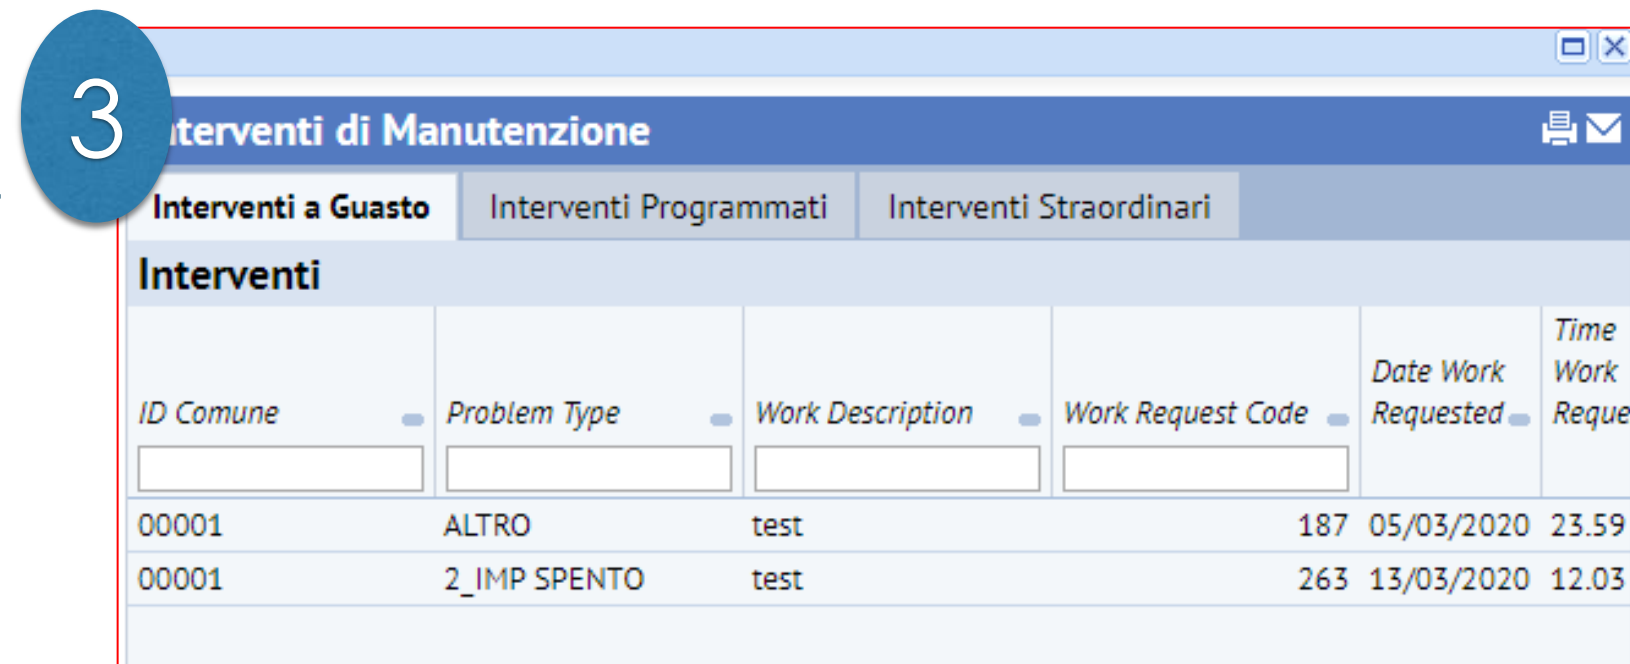 3
nterventi di Manutenzione
Interventi a Guasto Interventi Programmati Interventi Straordinari
Interventi
ID Comune Problem Type Work Description Work Request Code Date Work Requested Time Work Reque
00001 ALTRO test 187 05/03/2020 23.59
00001 2_IMP SPENTO test 263 13/03/2020 12.03